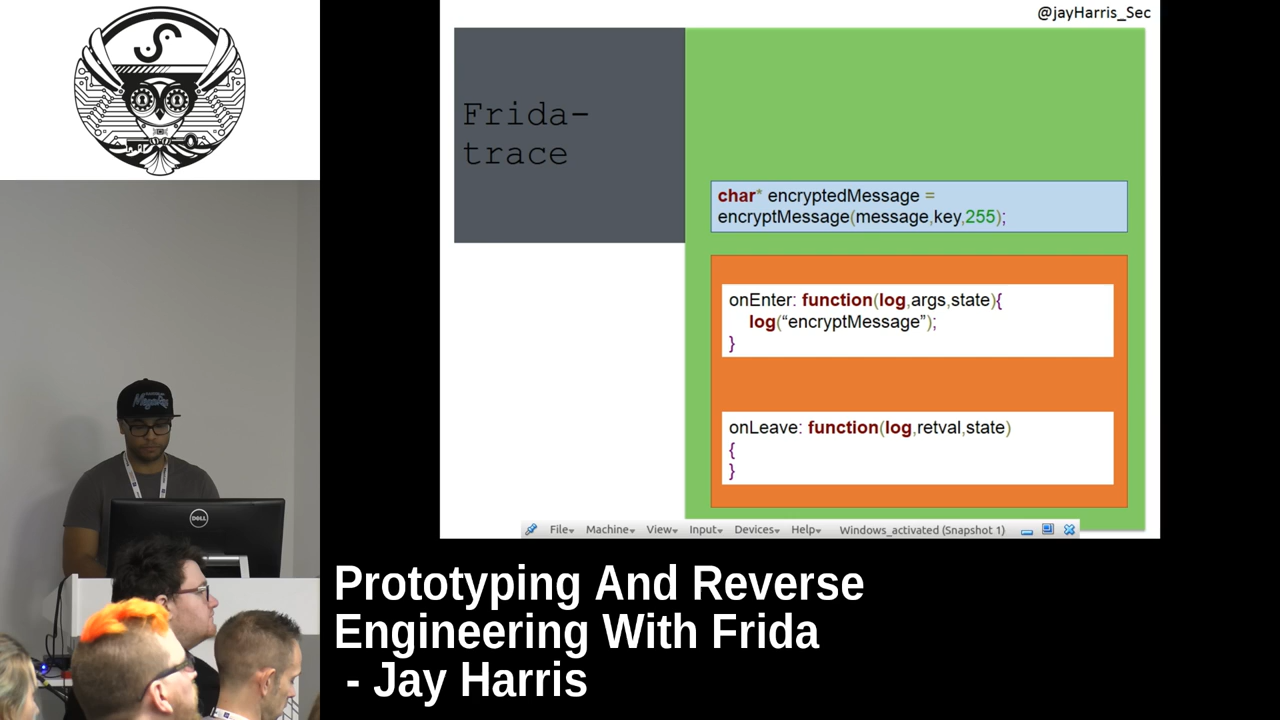 @jayHarris_Sec
Frida-
trace
char* encryptedMessage =
encryptMessage(message,key,255);
onEnter: function(log,args,state){
log(“encryptMessage”);
}
onLeave: function(log,retval,state)
{
}
File
Machine
View
Input
Devices
Help
Windows_activated (Snapshot 1)
DELL
Prototyping And Reverse
Engineering With Frida
- Jay Harris